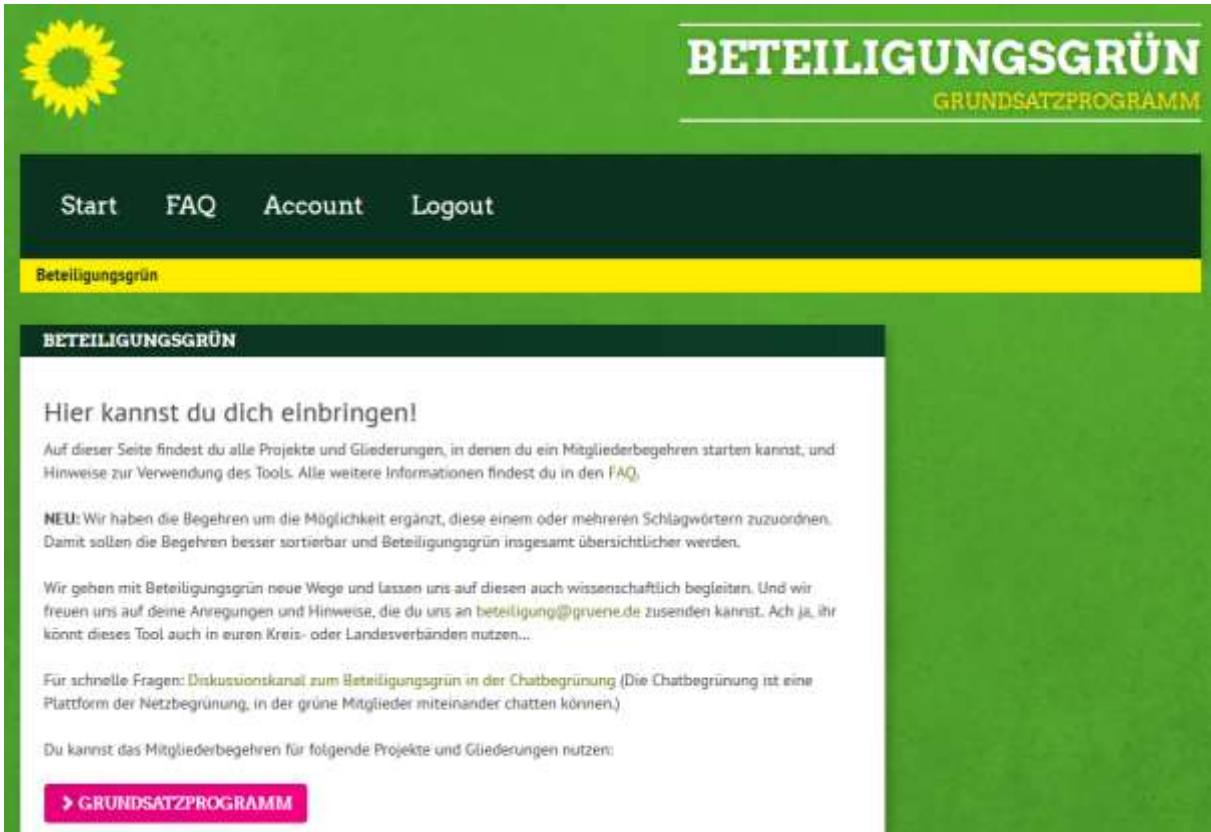 BETEILIGUNGSGRÜN
GRUNDSATZPROGRAMM
Start FAQ Account Logout
Beteiligungsgrün
BETEILIGUNGSGRÜN
Hier kannst du dich einbringen!
Auf dieser Seite findest du alle Projekte und Gliederungen, in denen du ein Mitgliederbegehren starten kannst, und
Hinweise zur Verwendung des Tools. Alle weitere Informationen findest du in den FAQ.
NEU: Wir haben die Begehren um die Möglichkeit ergänzt, diese einem oder mehreren Schlagwörtern zuzuordnen.
Damit sollen die Begehren besser sortierbar und Beteiligungsgrün insgesamt übersichtlicher werden.
Wir gehen mit Beteiligungsgrün neue Wege und lassen uns auf diesen auch wissenschaftlich begleiten. Und wir
freuen uns auf deine Anregungen und Hinweise, die du uns an beteiligung@gruene.de zusenden kannst. Ach ja, ihr
könnt dieses Tool auch in euren Kreis- oder Landesverbänden nutzen...
Für schnelle Fragen: Diskussionskanal zum Beteiligungsgrün in der Chatbegrünung (Die Chatbegrünung ist eine
Plattform der Netzbegrünung, in der grüne Mitglieder miteinander chatten können.)
Du kannst das Mitgliederbegehren für folgende Projekte und Gliederungen nutzen:
> GRUNDSATZPROGRAMM